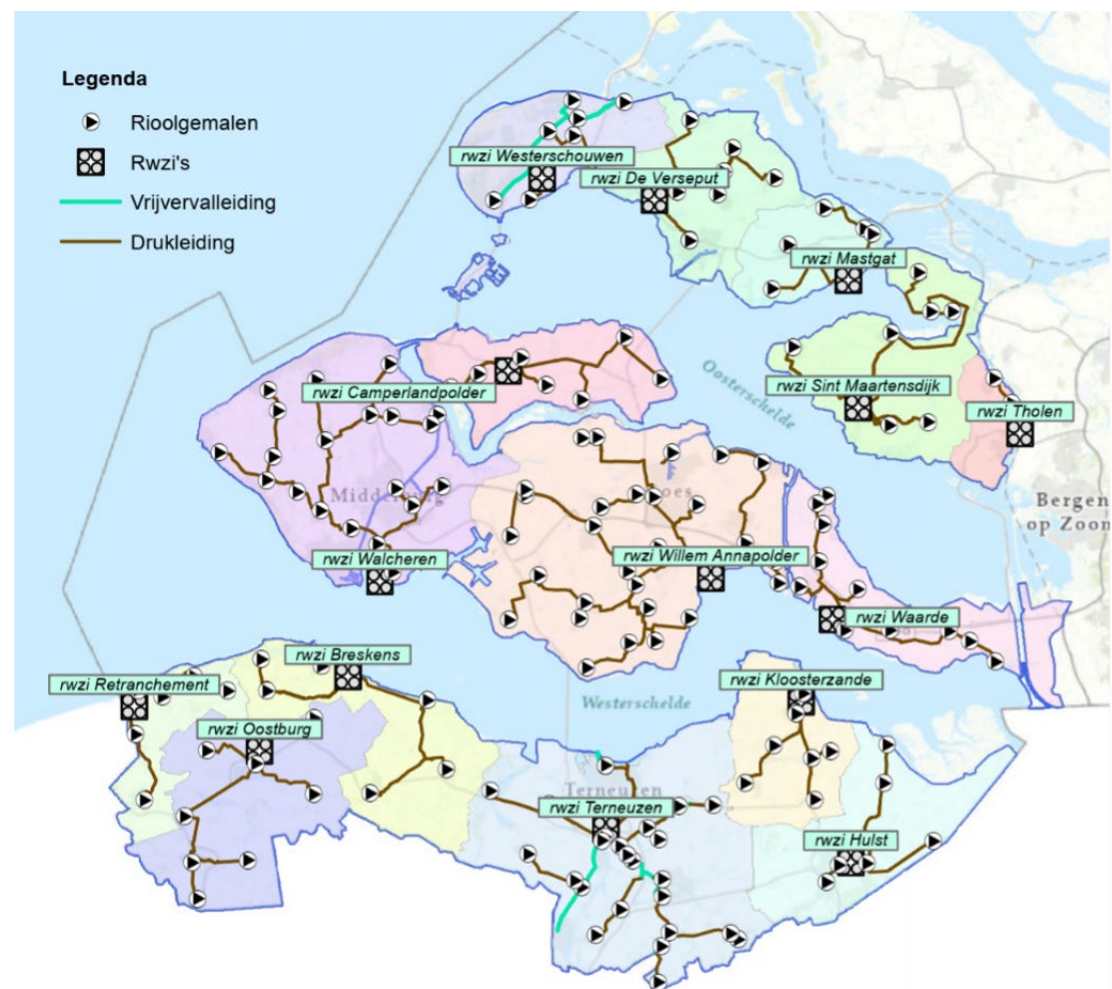 Legenda
Rioolgemalen
Rwzi's
Vrijvervalleiding
Drukleiding
rwzi Westerschouwen
rwzi De Verseput
rwzi Mastgat
Oosterschelde
rwzi Camperlandpolder
rwzi Sint Maartensdijk
rwzi Tholen
Bergen
op Zoom
rwzi Walcheren
rwzi Willem Annapolder
rwzi Waarde
rwzi Breskens
rwzi Retranchement
rwzi Kloosterzande
Westerschelde
rwzi Oostburg
Terneuzen
rwzi Terneuzen
rwzi Hulst